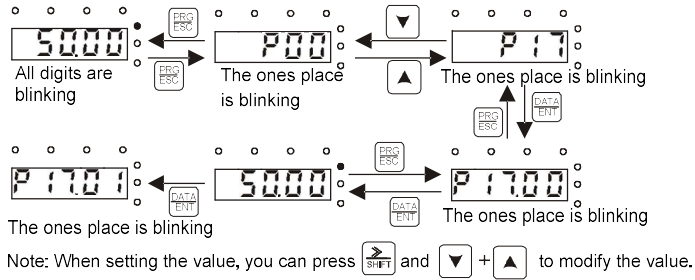 PRG
ESC
50.00
P00
P17
PRG
ESC
All digits are
blinking
The ones place
is blinking
The ones place is blinking
PRG
ESC
DATA
ENT
PRG
ESC
P17.01
50.00
P17.00
DATA
ENT
DATA
ENT
The ones place is blinking
The ones place is blinking
Note: When setting the value, you can press SHIFT and + to modify the value.